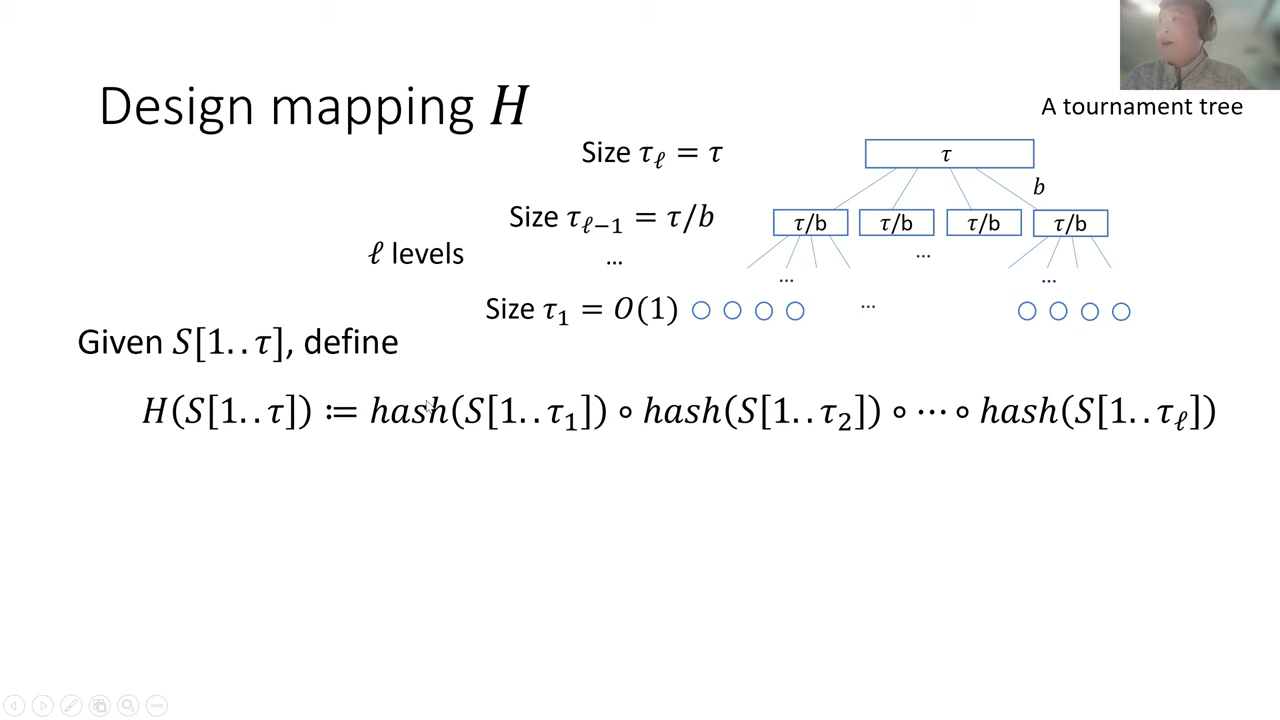 Design mapping H
A tournament tree
Size τ_ℓ = τ
τ
b
Size τ_{ℓ−1} = τ/b
τ/b τ/b τ/b τ/b
ℓ levels
...
...
... ...
Size τ_1 = O(1)
...
Given S[1..τ], define
H(S[1..τ]) ≔ hash(S[1..τ_1]) ∘ hash(S[1..τ_2]) ∘ ⋯ ∘ hash(S[1..τ_ℓ])